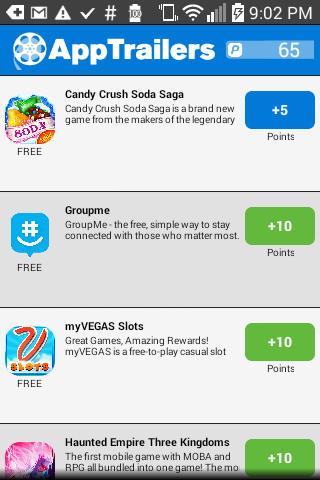 9:02 PM
AppTrailers
P 65
Candy Crush Soda Saga
Candy Crush Soda Saga is a brand new
game from the makers of the legendary
SODA
FREE
+5
Points
Groupme
GroupMe - the free, simple way to stay
connected with those who matter most.
#
FREE
+10
Points
myVEGAS Slots
Great Games, Amazing Rewards!
myVEGAS is a free-to-play casual slot
SLOTS
FREE
+10
Points
Haunted Empire Three Kingdoms
The first mobile game with MOBA and
RPG all bundled into one game! The mo
+10